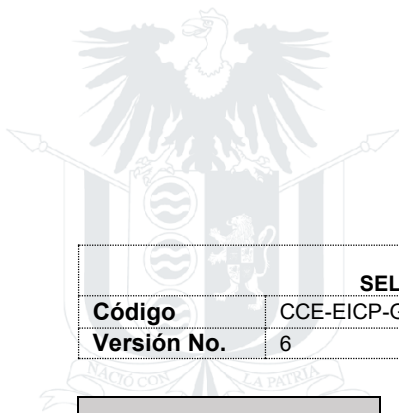 SEL
Código CCE-EICP-G
Versión No. 6
NACIÓ CON LA PATRIA